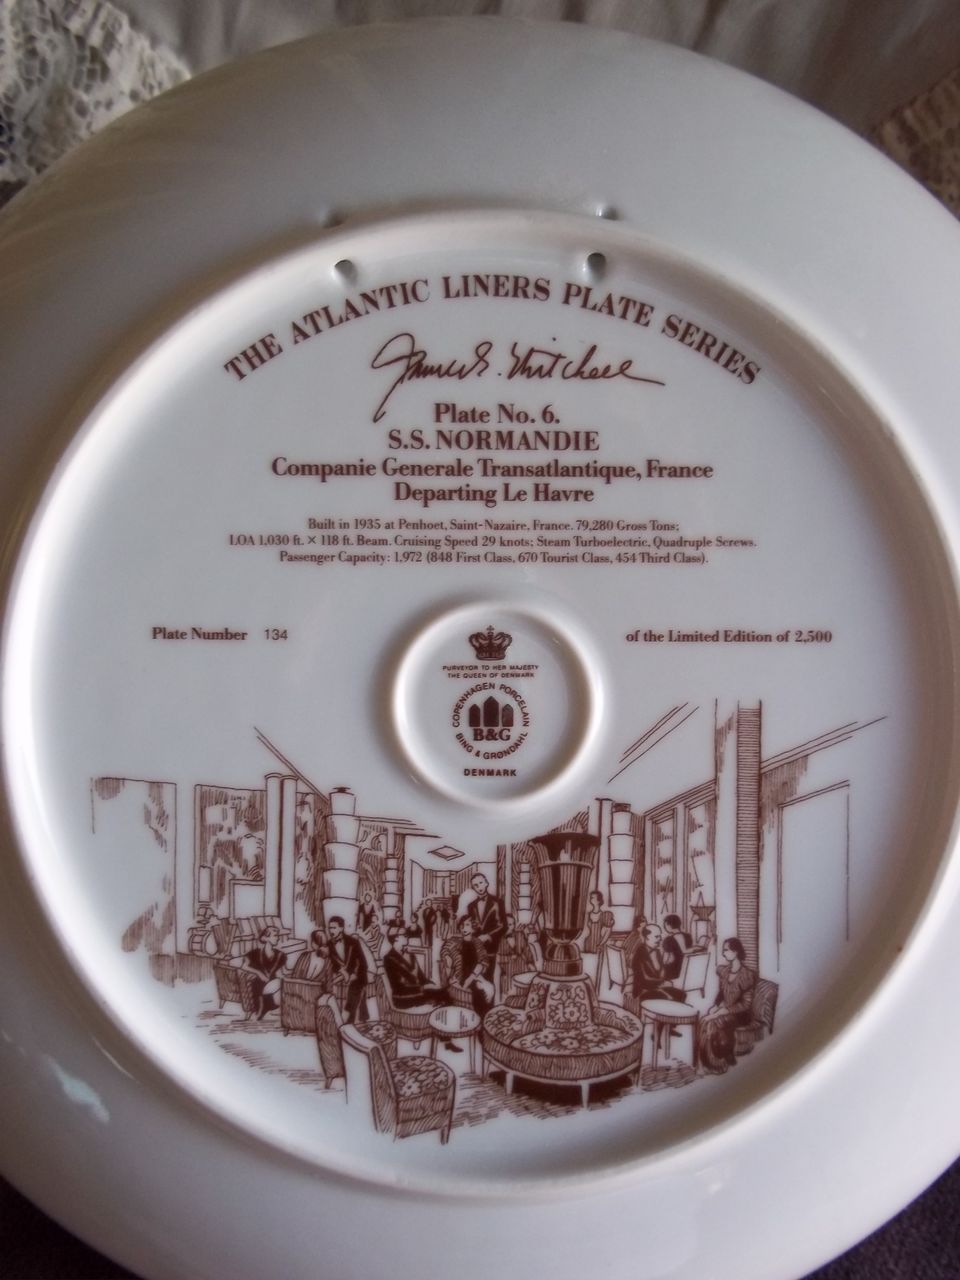 THE ATLANTIC LINERS PLATE SERIES
James E. Mitchell
Plate No. 6.
S.S. NORMANDIE
Companie Generale Transatlantique, France
Departing Le Havre
Built in 1935 at Penhoet, Saint-Nazaire, France. 79,280 Gross Tons;
LOA 1,030 ft. × 118 ft. Beam. Cruising Speed 29 knots; Steam Turboelectric, Quadruple Screws.
Passenger Capacity: 1,972 (848 First Class, 670 Tourist Class, 454 Third Class).
Plate Number 134 of the Limited Edition of 2,500
PURVEYOR TO HER MAJESTY
THE QUEEN OF DENMARK
COPENHAGEN PORCELAIN
B&G
BING & GRØNDAHL
DENMARK